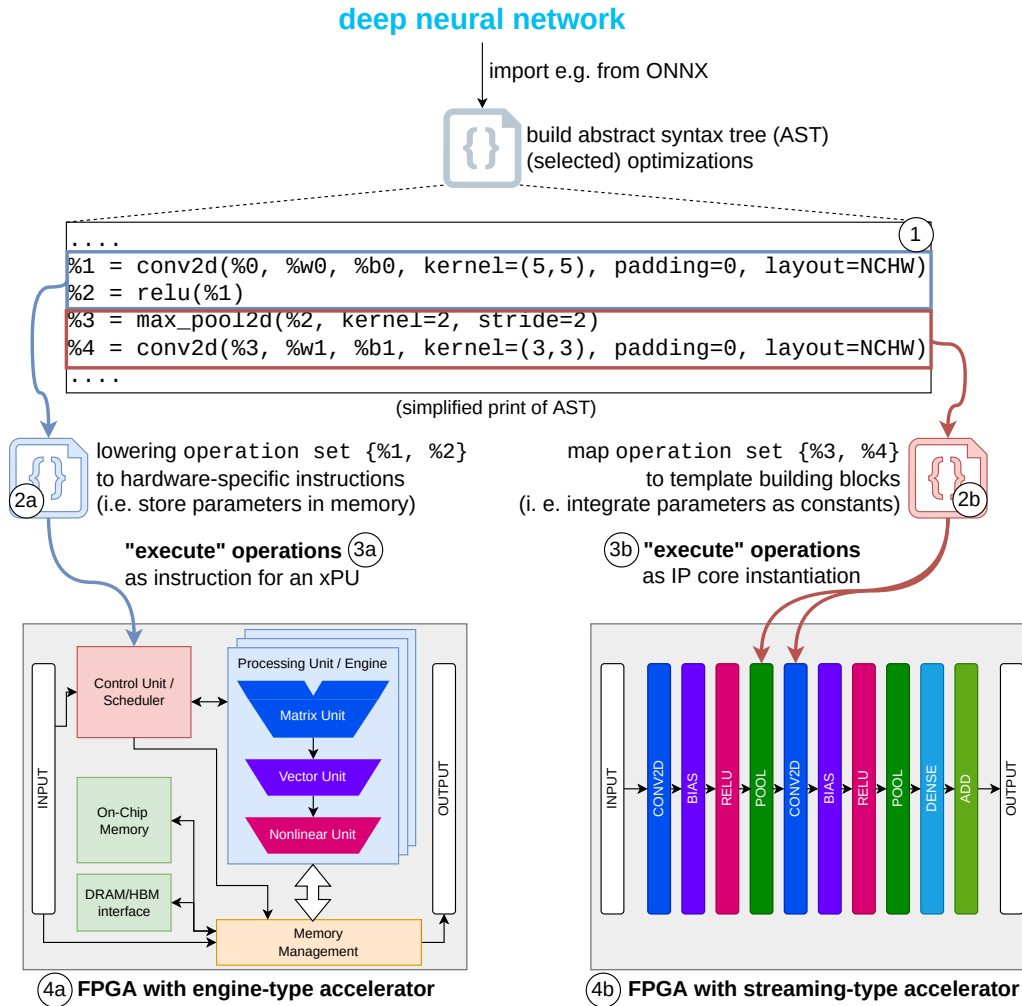 deep neural network
import e.g. from ONNX
{}
build abstract syntax tree (AST)
(selected) optimizations
1
....
%1 = conv2d(%0, %w0, %b0, kernel=(5,5), padding=0, layout=NCHW)
%2 = relu(%1)
%3 = max_pool2d(%2, kernel=2, stride=2)
%4 = conv2d(%3, %w1, %b1, kernel=(3,3), padding=0, layout=NCHW)
....
(simplified print of AST)
{}
2a
lowering operation set {%1, %2}
to hardware-specific instructions
(i.e. store parameters in memory)
map operation set {%3, %4}
to template building blocks
(i. e. integrate parameters as constants)
{}
2b
"execute" operations 3a
as instruction for an xPU
3b "execute" operations
as IP core instantiation
INPUT
Control Unit /
Scheduler
On-Chip
Memory
DRAM/HBM
interface
Processing Unit / Engine
Matrix Unit
Vector Unit
Nonlinear Unit
Memory
Management
OUTPUT
INPUT
CONV2D
BIAS
RELU
POOL
CONV2D
BIAS
RELU
POOL
DENSE
ADD
OUTPUT
4a FPGA with engine-type accelerator
4b FPGA with streaming-type accelerator